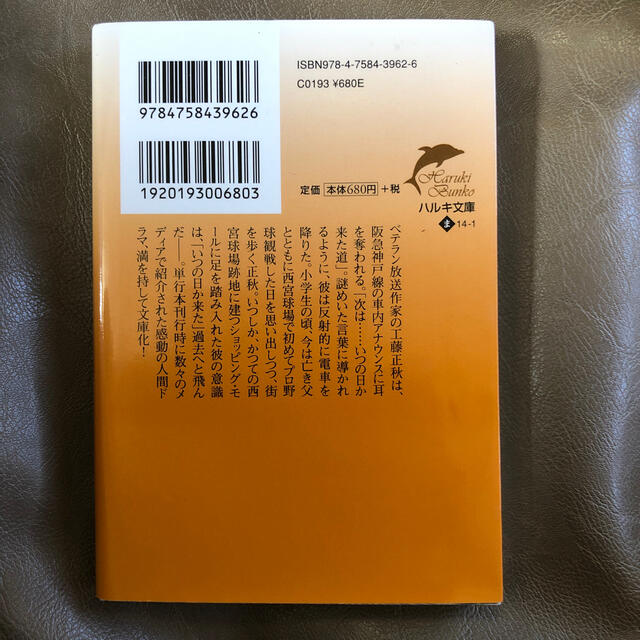 ISBN978-4-7584-3962-6
C0193 ¥680E
9784758439626
1920193006803
定価 本体680円 +税
Haruki
Bunko
ハルキ文庫
ま 14-1
ベテラン放送作家の工藤正秋は、
阪急神戸線の車内アナウンスに耳
を奪われる。「次は……いつの日か
来た道」。謎めいた言葉に導かれ
るように、彼は反射的に電車を
降りた。小学生の頃、今は亡き父
とともに西宮球場で初めてプロ野
球観戦した日を思い出しつつ、街
を歩く正秋。いつしか、かつての西
宮球場跡地に建つショッピング・モ
ールに足を踏み入れた彼の意識
は、「いつの日か来た」過去へと飛ん
だ――。単行本刊行時に数々のメ
ディアで紹介された感動の人間ド
ラマ、満を持して文庫化!